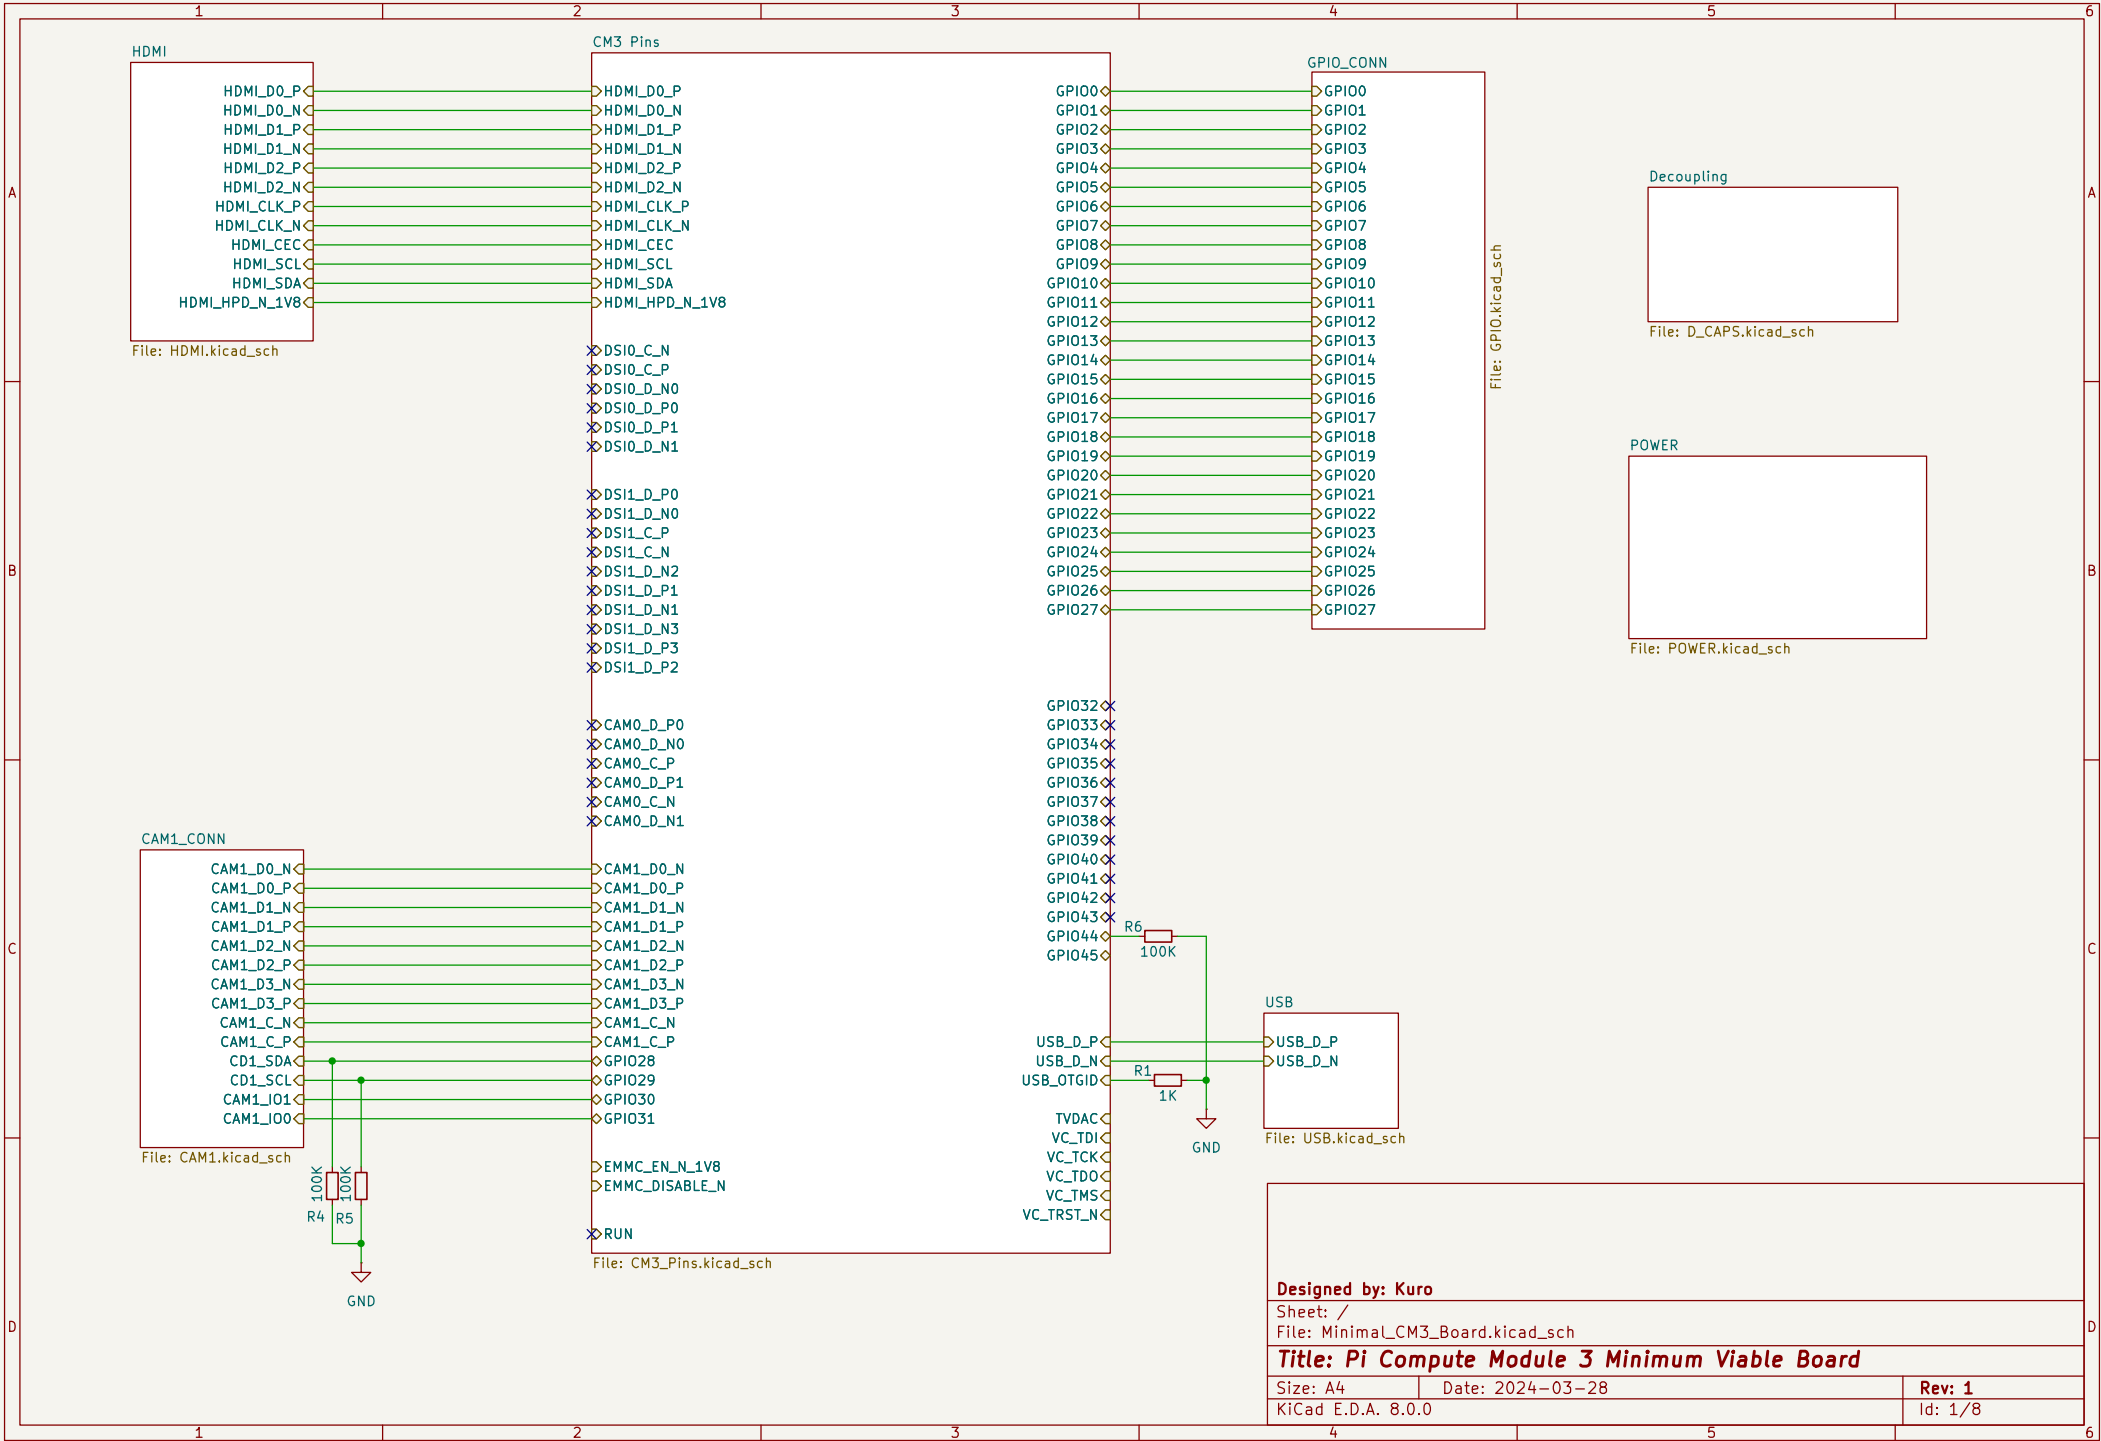 1 2 3 4 5 6
HDMI
HDMI_D0_P
HDMI_D0_N
HDMI_D1_P
HDMI_D1_N
HDMI_D2_P
HDMI_D2_N
HDMI_CLK_P
HDMI_CLK_N
HDMI_CEC
HDMI_SCL
HDMI_SDA
HDMI_HPD_N_1V8
File: HDMI.kicad_sch
CAM1_CONN
CAM1_D0_N
CAM1_D0_P
CAM1_D1_N
CAM1_D1_P
CAM1_D2_N
CAM1_D2_P
CAM1_D3_N
CAM1_D3_P
CAM1_C_N
CAM1_C_P
CD1_SDA
CD1_SCL
CAM1_IO1
CAM1_IO0
File: CAM1.kicad_sch
100K
100K
R4
R5
GND
CM3 Pins
HDMI_D0_P
HDMI_D0_N
HDMI_D1_P
HDMI_D1_N
HDMI_D2_P
HDMI_D2_N
HDMI_CLK_P
HDMI_CLK_N
HDMI_CEC
HDMI_SCL
HDMI_SDA
HDMI_HPD_N_1V8
DSI0_C_N
DSI0_C_P
DSI0_D_N0
DSI0_D_P0
DSI0_D_P1
DSI0_D_N1
DSI1_D_P0
DSI1_D_N0
DSI1_C_P
DSI1_C_N
DSI1_D_N2
DSI1_D_P1
DSI1_D_N1
DSI1_D_N3
DSI1_D_P3
DSI1_D_P2
CAM0_D_P0
CAM0_D_N0
CAM0_C_P
CAM0_D_P1
CAM0_C_N
CAM0_D_N1
CAM1_D0_N
CAM1_D0_P
CAM1_D1_N
CAM1_D1_P
CAM1_D2_N
CAM1_D2_P
CAM1_D3_N
CAM1_D3_P
CAM1_C_N
CAM1_C_P
GPIO28
GPIO29
GPIO30
GPIO31
EMMC_EN_N_1V8
EMMC_DISABLE_N
RUN
File: CM3_Pins.kicad_sch
GPIO0
GPIO1
GPIO2
GPIO3
GPIO4
GPIO5
GPIO6
GPIO7
GPIO8
GPIO9
GPIO10
GPIO11
GPIO12
GPIO13
GPIO14
GPIO15
GPIO16
GPIO17
GPIO18
GPIO19
GPIO20
GPIO21
GPIO22
GPIO23
GPIO24
GPIO25
GPIO26
GPIO27
GPIO32
GPIO33
GPIO34
GPIO35
GPIO36
GPIO37
GPIO38
GPIO39
GPIO40
GPIO41
GPIO42
GPIO43
GPIO44
GPIO45
USB_D_P
USB_D_N
USB_OTGID
TVDAC
VC_TDI
VC_TCK
VC_TDO
VC_TMS
VC_TRST_N
R6
100K
R1
1K
GND
GPIO_CONN
GPIO0
GPIO1
GPIO2
GPIO3
GPIO4
GPIO5
GPIO6
GPIO7
GPIO8
GPIO9
GPIO10
GPIO11
GPIO12
GPIO13
GPIO14
GPIO15
GPIO16
GPIO17
GPIO18
GPIO19
GPIO20
GPIO21
GPIO22
GPIO23
GPIO24
GPIO25
GPIO26
GPIO27
File: GPIO.kicad_sch
USB
USB_D_P
USB_D_N
File: USB.kicad_sch
Decoupling
File: D_CAPS.kicad_sch
POWER
File: POWER.kicad_sch
A A
B B
C C
D D
Designed by: Kuro
Sheet: /
File: Minimal_CM3_Board.kicad_sch
Title: Pi Compute Module 3 Minimum Viable Board
Size: A4 Date: 2024-03-28 Rev: 1
KiCad E.D.A. 8.0.0 Id: 1/8
1 2 3 4 5 6